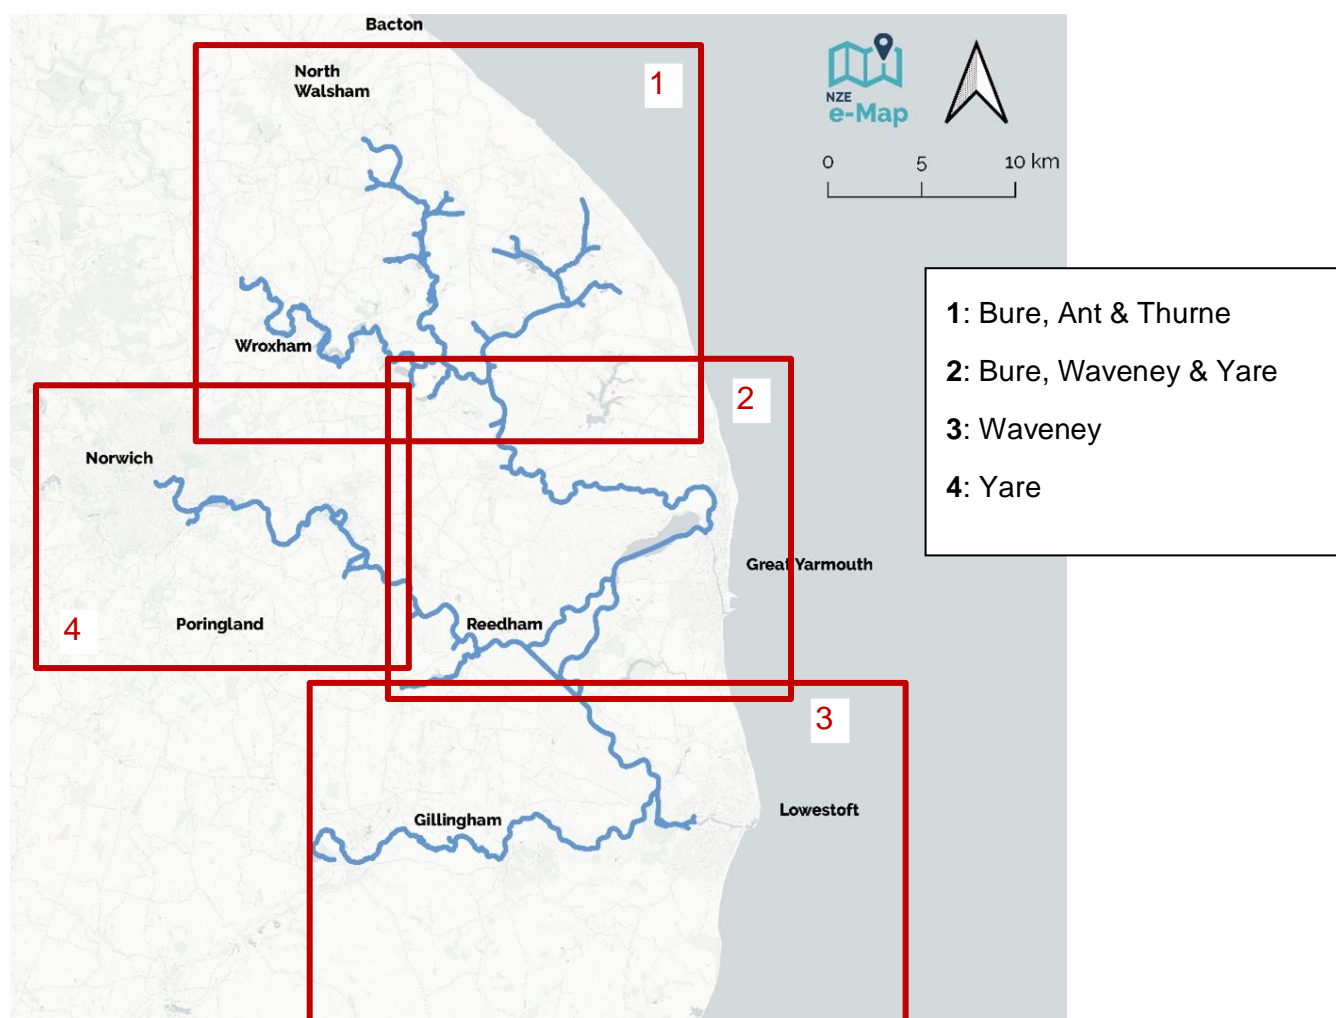 Bacton
North
Walsham
1
NZE
e-Map
0 5 10 km
1: Bure, Ant & Thurne
2: Bure, Waveney & Yare
3: Waveney
4: Yare
Wroxham
2
Norwich
Great Yarmouth
4
Poringland
Reedham
3
Gillingham
Lowestoft